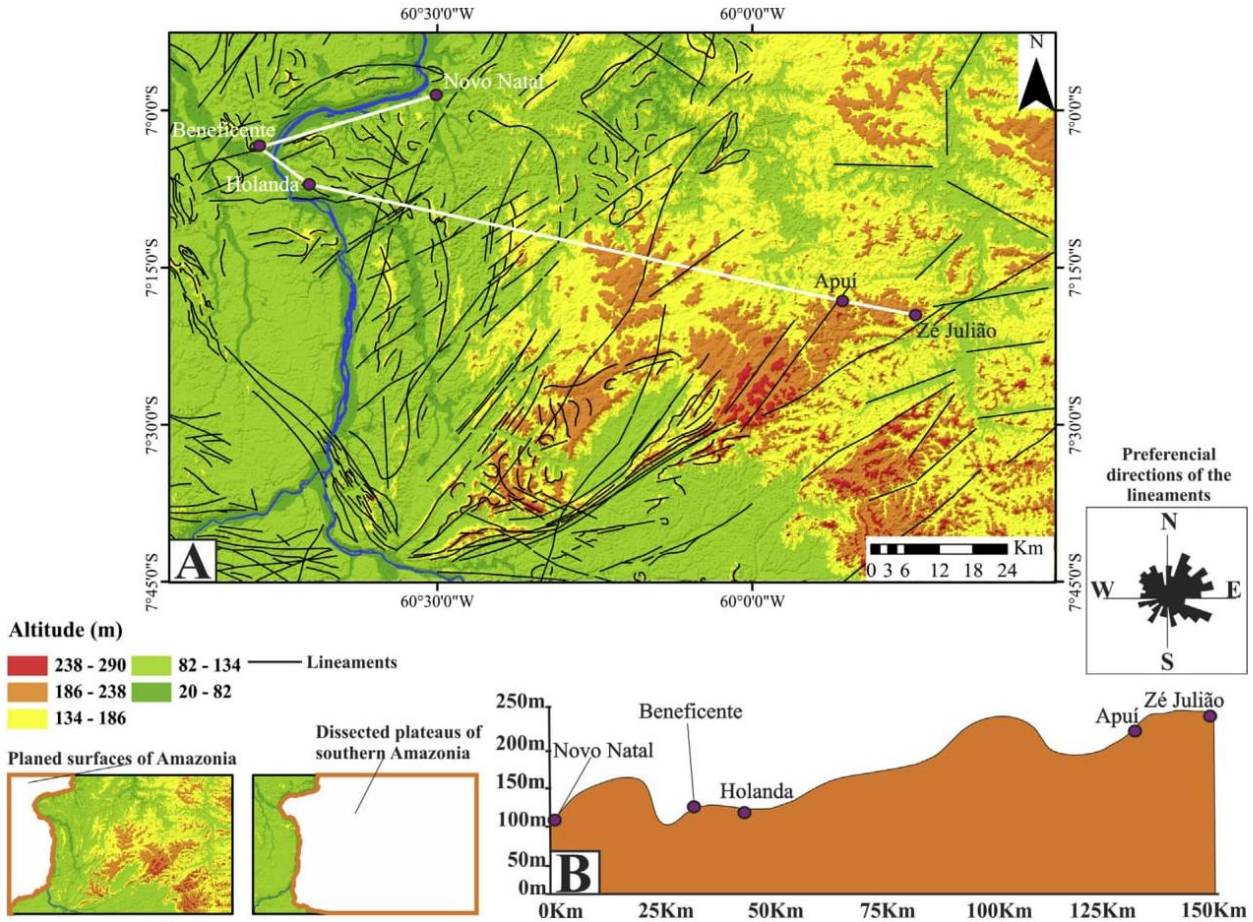 60°30'0"W
60°00'0"W
N
Novo Natal
7°0'0"S
7°0'0"S
Beneficente
Holanda
7°15'0"S
7°15'0"S
Apuí
Zé Julião
7°30'0"S
7°30'0"S
A
Km
0 3 6 12 18 24
7°45'0"S
7°45'0"S
60°30'0"W
60°00'0"W
Preferencial
directions of the
lineaments
N
W
E
S
Altitude (m)
238 - 290
82 - 134
Lineaments
186 - 238
20 - 82
134 - 186
Planed surfaces of Amazonia
Dissected plateaus of
southern Amazonia
250m
200m
150m
100m
50m
0m
Novo Natal
Beneficente
Holanda
Apuí
Zé Julião
B
0Km 25Km 50Km 75Km 100Km 125Km 150Km